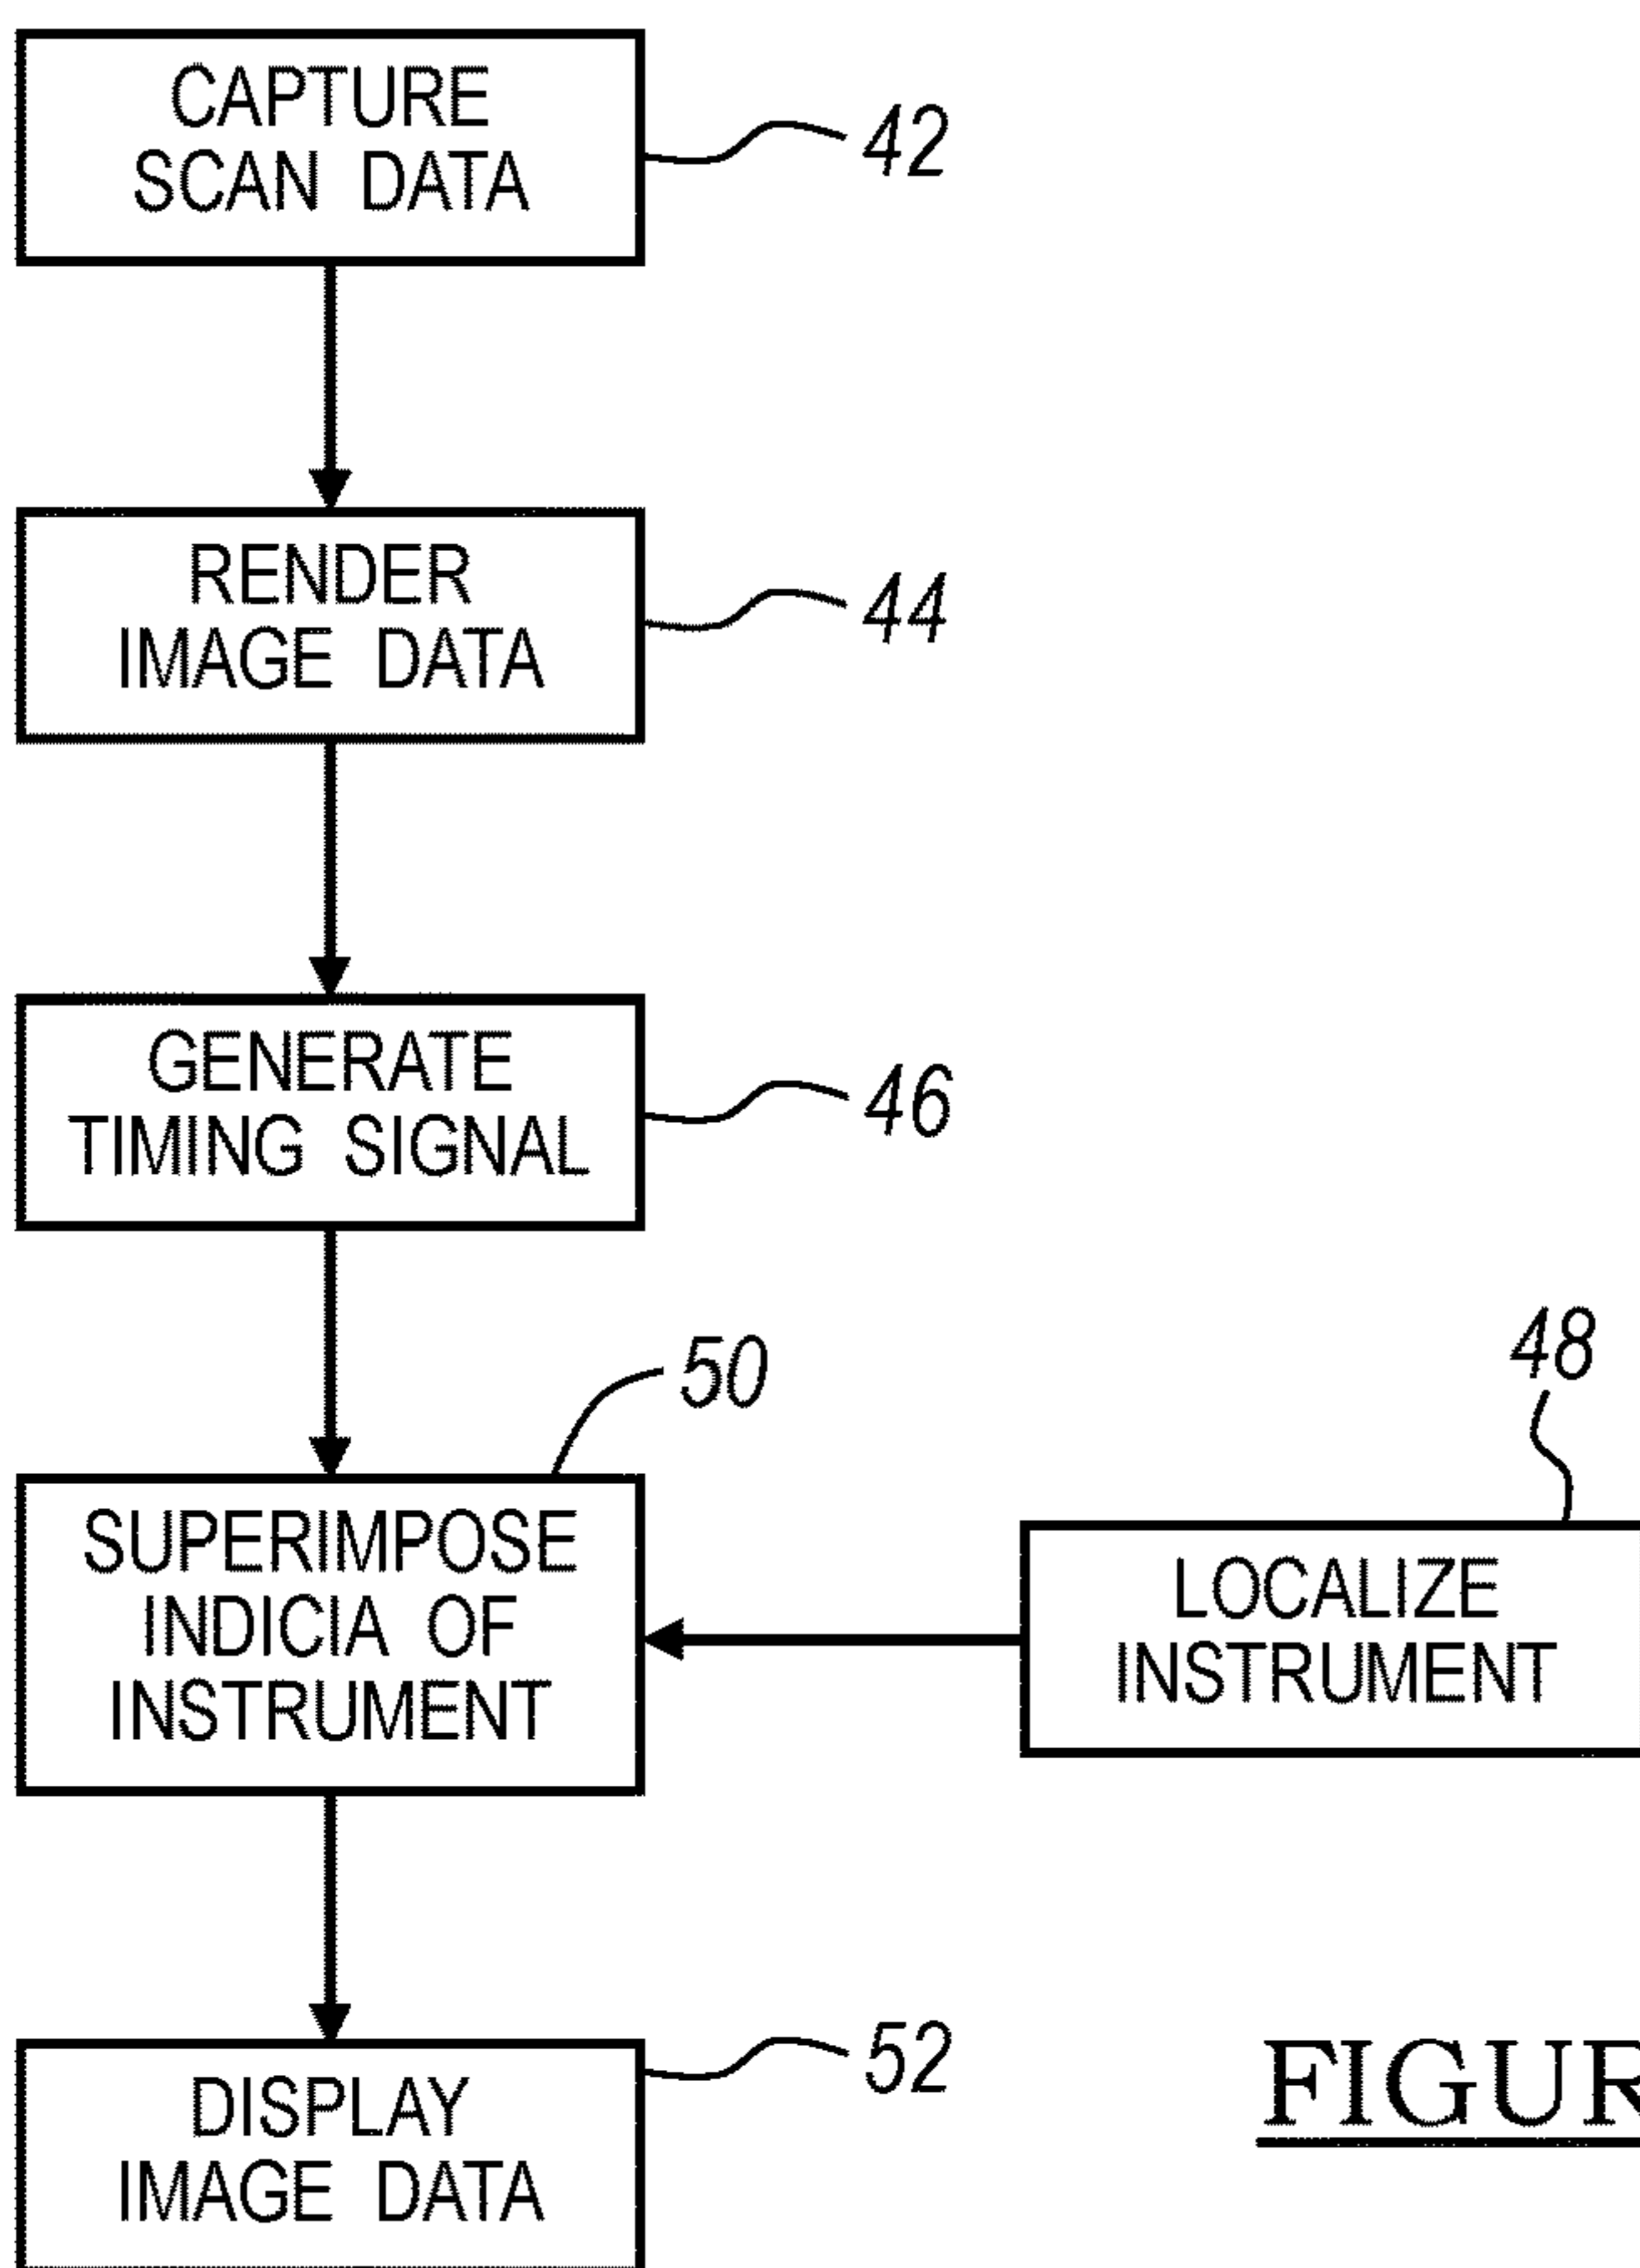 CAPTURE
SCAN DATA
42
RENDER
IMAGE DATA
44
GENERATE
TIMING SIGNAL
46
50
48
SUPERIMPOSE
INDICIA OF
INSTRUMENT
LOCALIZE
INSTRUMENT
52
DISPLAY
IMAGE DATA